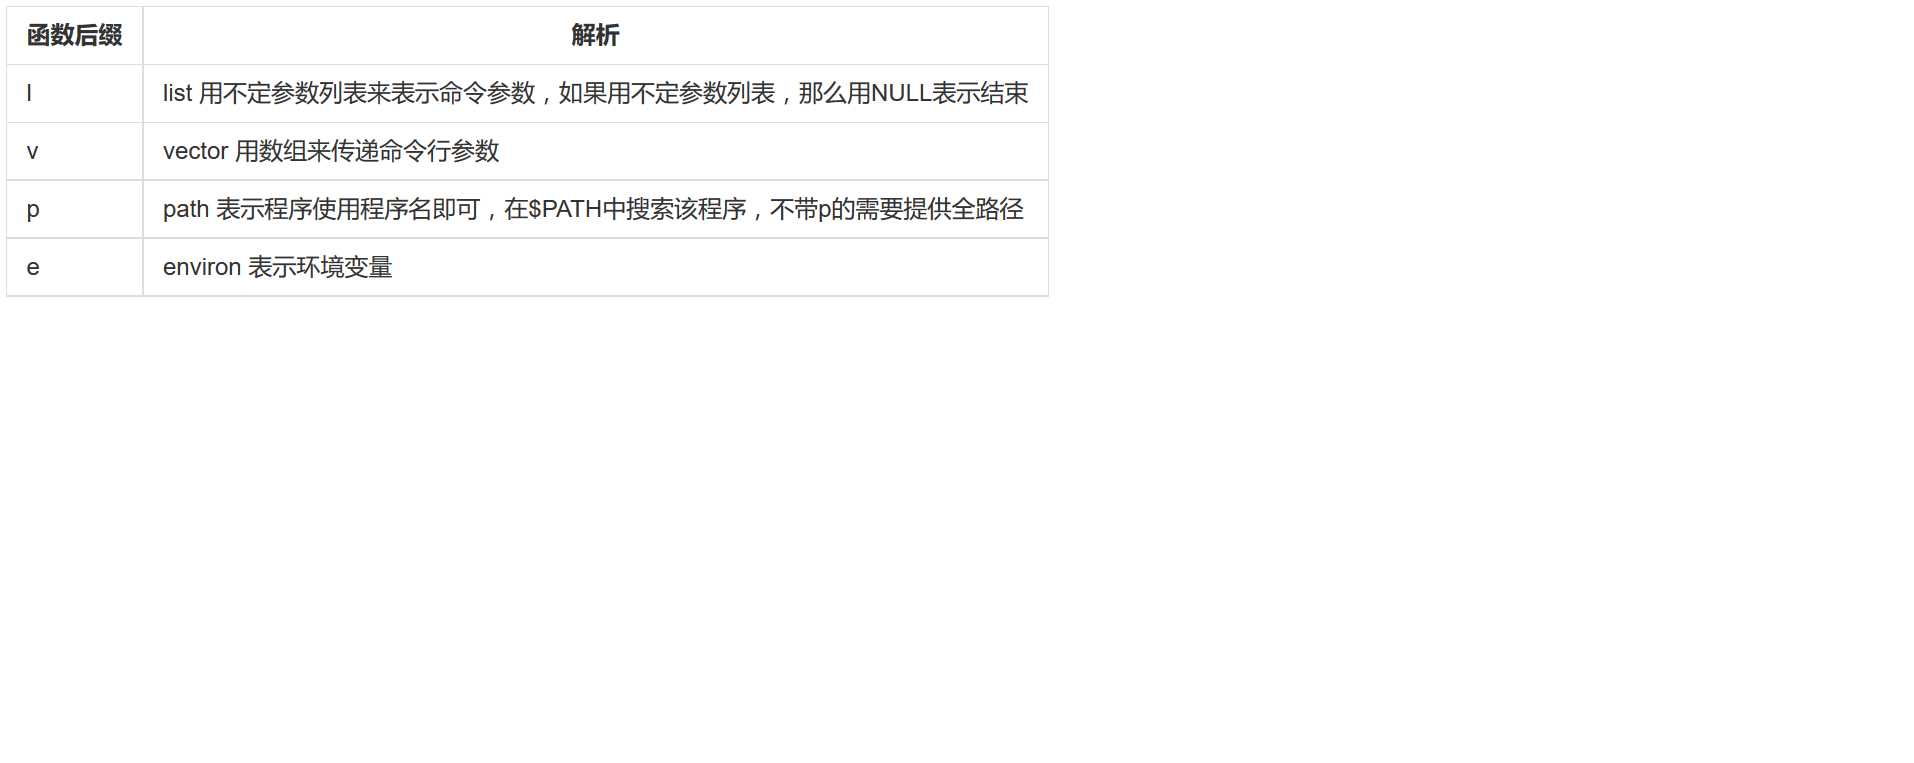 函数后缀 解析
l list 用不定参数列表来表示命令参数，如果用不定参数列表，那么用NULL表示结束
v vector 用数组来传递命令行参数
p path 表示程序使用程序名即可，在$PATH中搜索该程序，不带p的需要提供全路径
e environ 表示环境变量